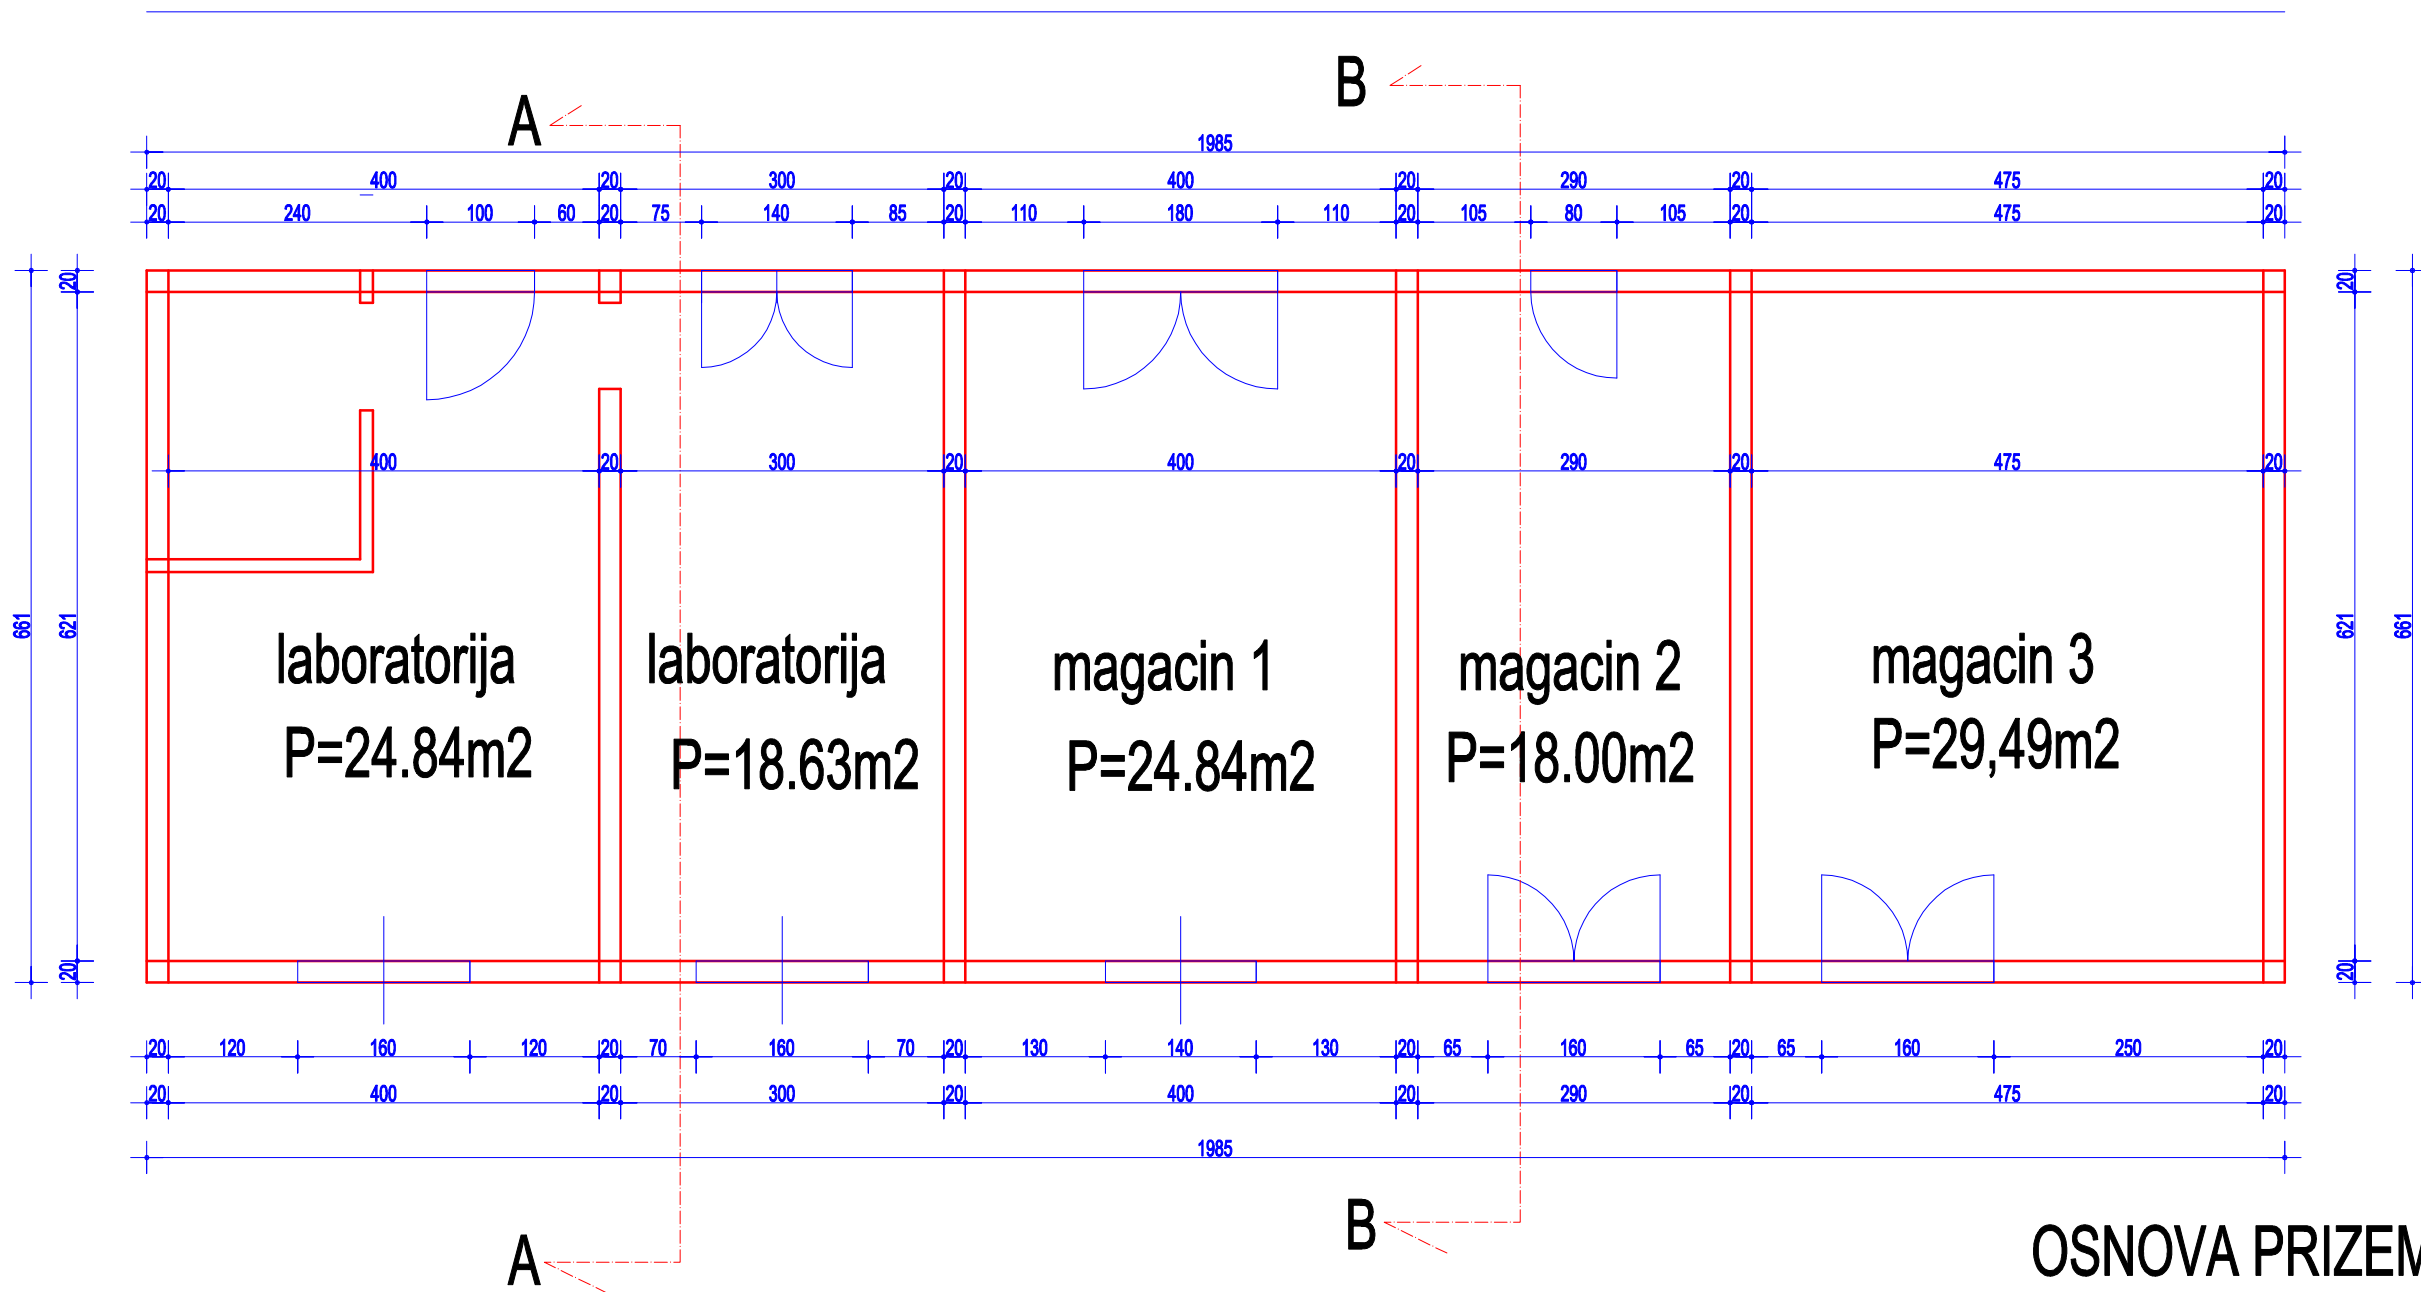 B
A
1985
20 400 20 300 20 400 20 290 20 475 20
20 240 100 60 20 75 140 85 20 110 180 110 20 105 80 105 20 475 20
20 20
400 20 300 20 400 20 290 20 475 20
661 621 621 661
laboratorija laboratorija magacin 1 magacin 2 magacin 3
P=24.84m2 P=18.63m2 P=24.84m2 P=18.00m2 P=29,49m2
20 20
20 120 160 120 20 70 160 70 20 130 140 130 20 65 160 65 20 65 160 250 20
20 400 20 300 20 400 20 290 20 475 20
1985
B
A
OSNOVA PRIZEM